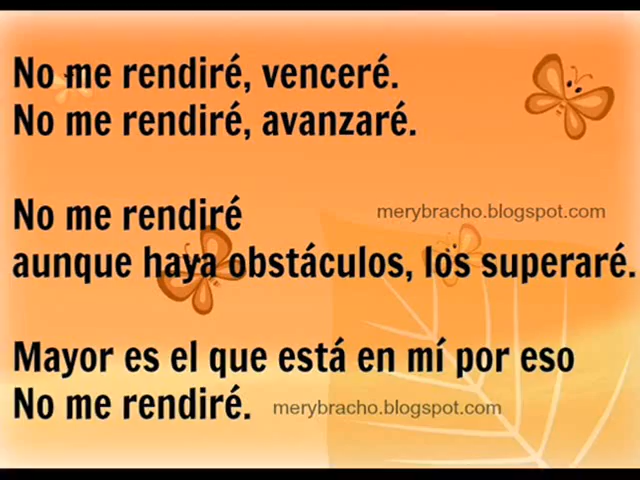 No me rendiré, venceré.
No me rendiré, avanzaré.
No me rendiré
merybracho.blogspot.com
aunque haya obstáculos, los superaré.
Mayor es el que está en mí por eso
No me rendiré.
merybracho.blogspot.com